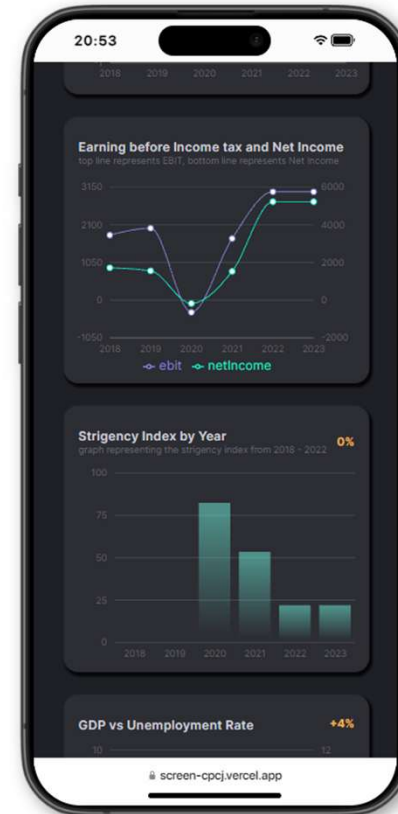 20:53
2018 2019 2020 2021 2022 2023
Earning before Income tax and Net Income
top line represents EBIT, bottom line represents Net Income
3150 6000
2100 4000
1050 2000
0 0
-1050 -2000
2018 2019 2020 2021 2022 2023
ebit netIncome
Strigency Index by Year 0%
graph representing the strigency index from 2018 - 2022
100
75
50
25
0
2018 2019 2020 2021 2022 2023
GDP vs Unemployment Rate +4%
10 12
screen-cpcj.vercel.app